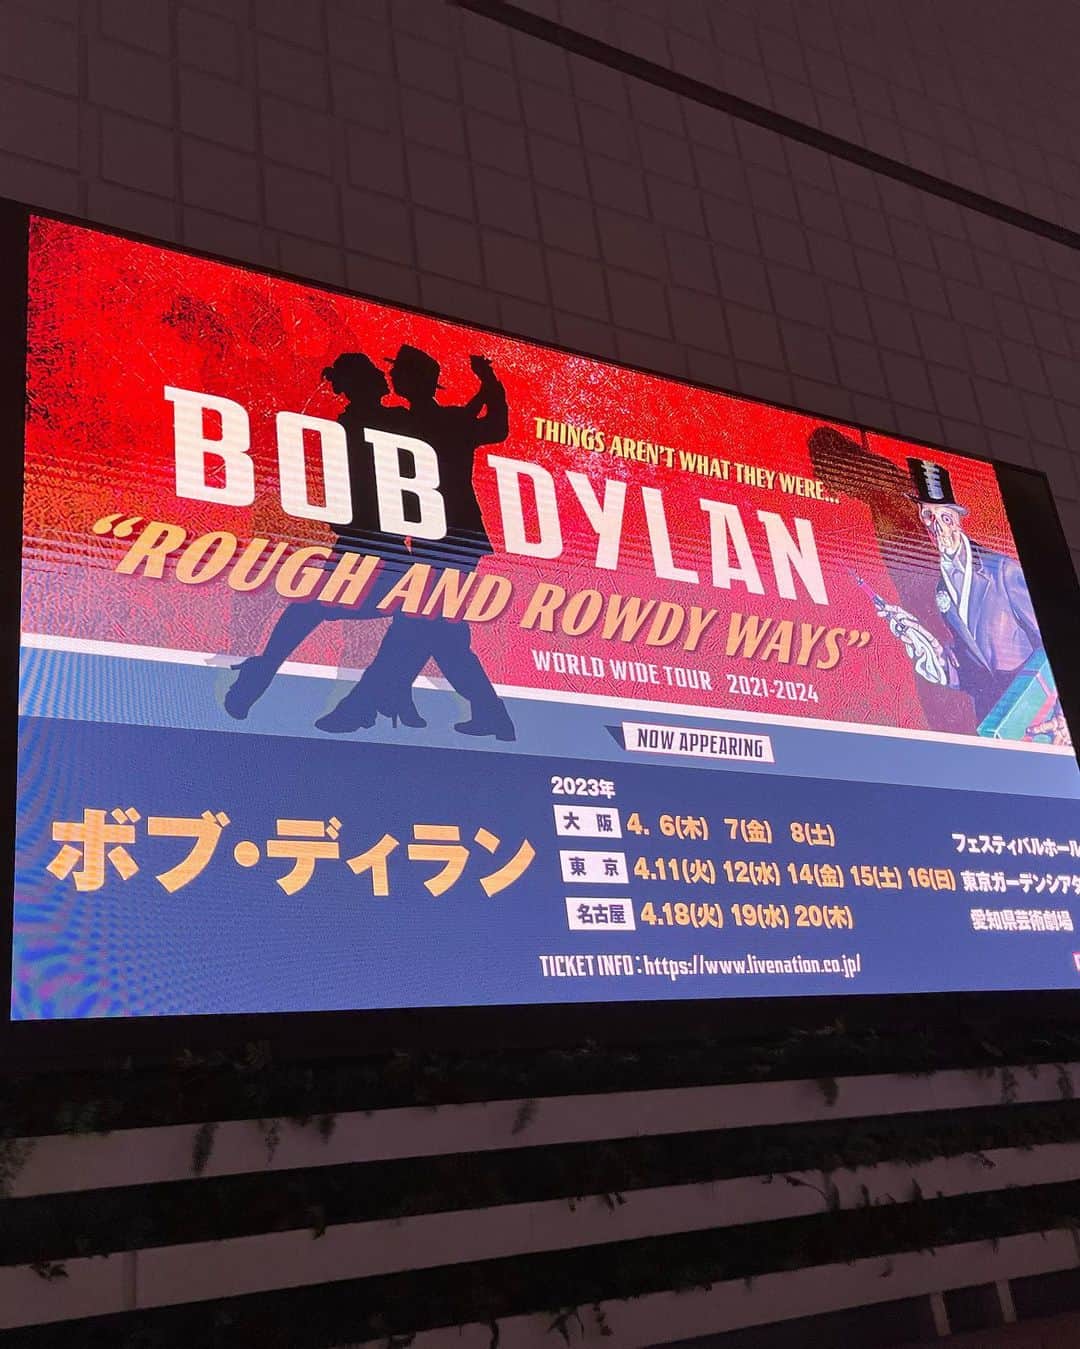 THINGS AREN'T WHAT THEY WERE...
BOB DYLAN
“ROUGH AND ROWDY WAYS”
WORLD WIDE TOUR 2021-2024
NOW APPEARING
ボブ・ディラン
2023年
大阪 4. 6(木) 7(金) 8(土) フェスティバルホール
東京 4.11(火) 12(水) 14(金) 15(土) 16(日) 東京ガーデンシアタ
名古屋 4.18(火) 19(水) 20(木) 愛知県芸術劇場
TICKET INFO:https://www.livenation.co.jp/